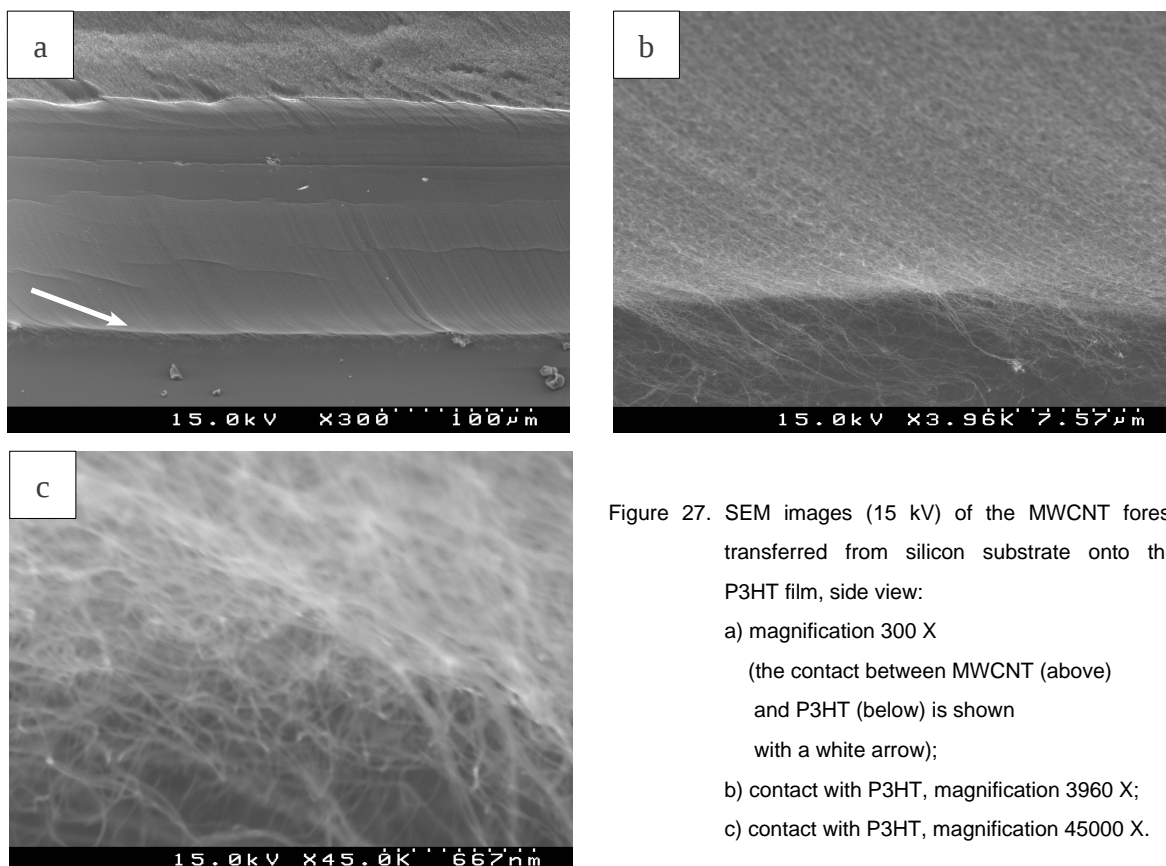 a
b
15.0kV X300 100µm
15.0kV X3.96K 7.57µm
c
Figure 27. SEM images (15 kV) of the MWCNT fores
transferred from silicon substrate onto th
P3HT film, side view:
a) magnification 300 X
(the contact between MWCNT (above)
and P3HT (below) is shown
with a white arrow);
b) contact with P3HT, magnification 3960 X;
c) contact with P3HT, magnification 45000 X.
15.0kV X45.0K 667nm